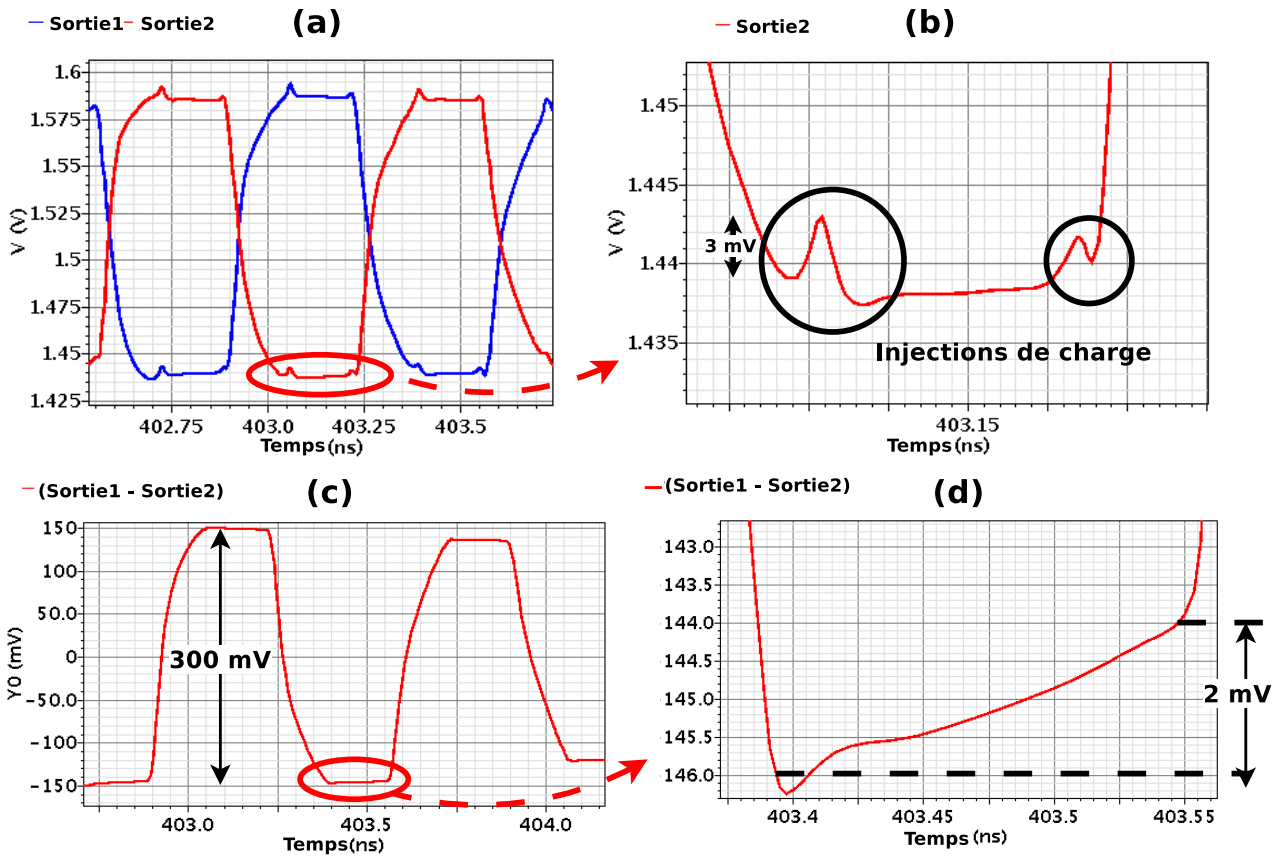 Sortie1 Sortie2
(a)
1.6
1.575
1.55
1.525
1.5
1.475
1.45
1.425
V (V)
402.75 403.0 403.25 403.5
Temps(ns)
Sortie2
(b)
1.45
1.445
1.44
1.435
V (V)
3 mV
Injections de charge
403.15
Temps(ns)
(Sortie1 - Sortie2)
(c)
150
100
50.0
0
-50.0
-100
-150
Y0 (mV)
300 mV
403.0 403.5 404.0
Temps(ns)
(Sortie1 - Sortie2)
(d)
143.0
143.5
144.0
144.5
145.0
145.5
146.0
2 mV
403.4 403.45 403.5 403.55
Temps (ns)